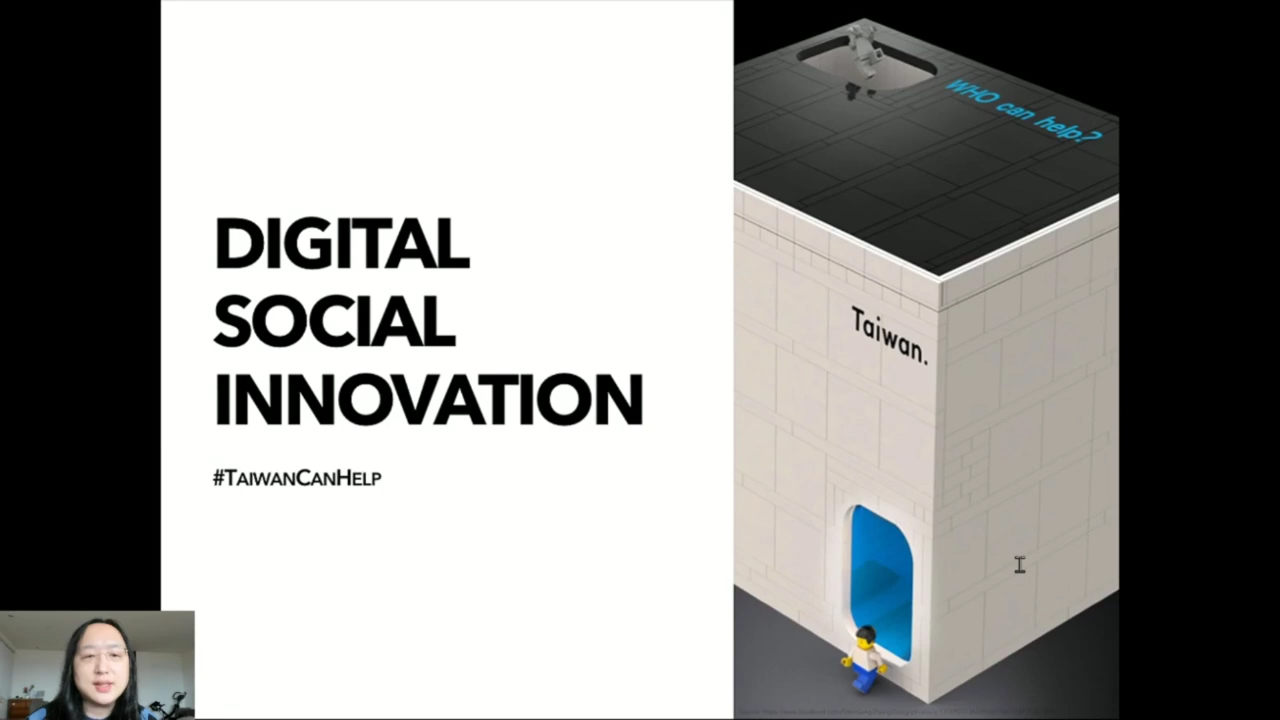 DIGITAL
SOCIAL
INNOVATION
#TAIWANCANHELP
WHO can help?
Taiwan.